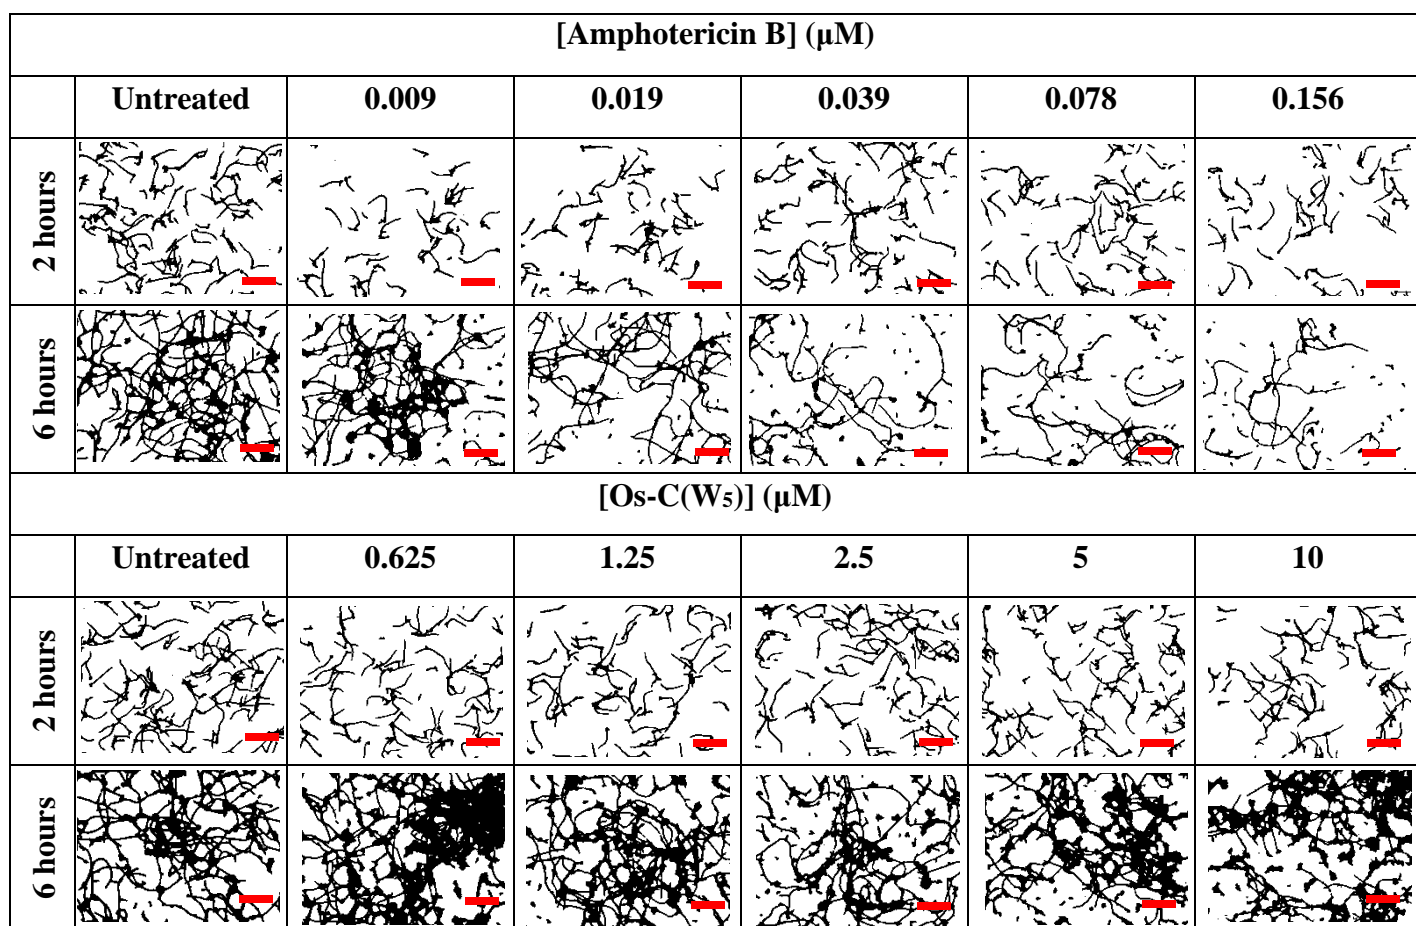 [Amphotericin B] (µM)
Untreated 0.009 0.019 0.039 0.078 0.156
2 hours
6 hours
[Os-C(W₅)] (µM)
Untreated 0.625 1.25 2.5 5 10
2 hours
6 hours